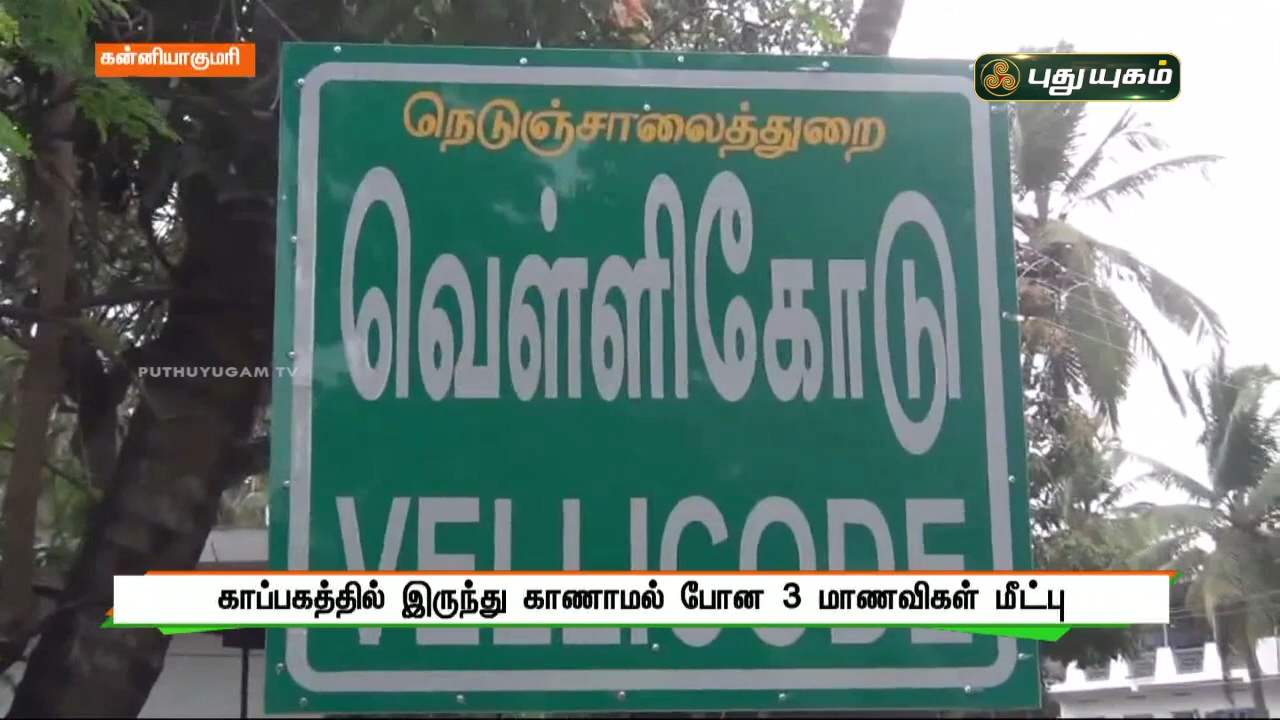 கன்னியாகுமரி
புதுயுகம்
நெடுஞ்சாலைத்துறை
வெள்ளிகோடு
PUTHUYUGAM TV
VELLICODE
காப்பகத்தில் இருந்து காணாமல் போன 3 மாணவிகள் மீட்பு